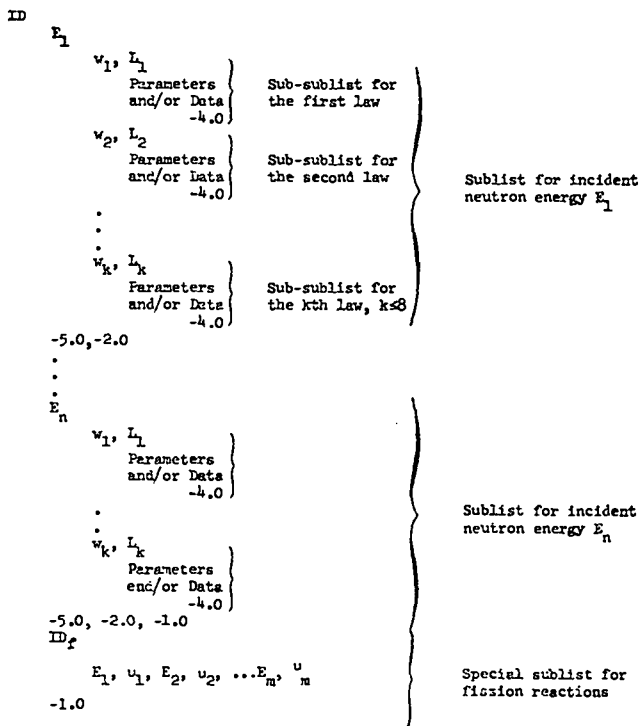 ID
E1
w1, L1
Parameters
and/or Data
-4.0
Sub-sublist for
the first law
w2, L2
Parameters
and/or Data
-4.0
Sub-sublist for
the second law
Sublist for incident
neutron energy E1
.
.
.
wk, Lk
Parameters
and/or Data
-4.0
Sub-sublist for
the kth law, k≤8
-5.0,-2.0
.
.
.
En
w1, L1
Parameters
and/or Data
-4.0
.
.
Sublist for incident
neutron energy En
wk, Lk
Parameters
end/or Data
-4.0
-5.0, -2.0, -1.0
IDf
E1, u1, E2, u2, ...Em, um
Special sublist for
fission reactions
-1.0